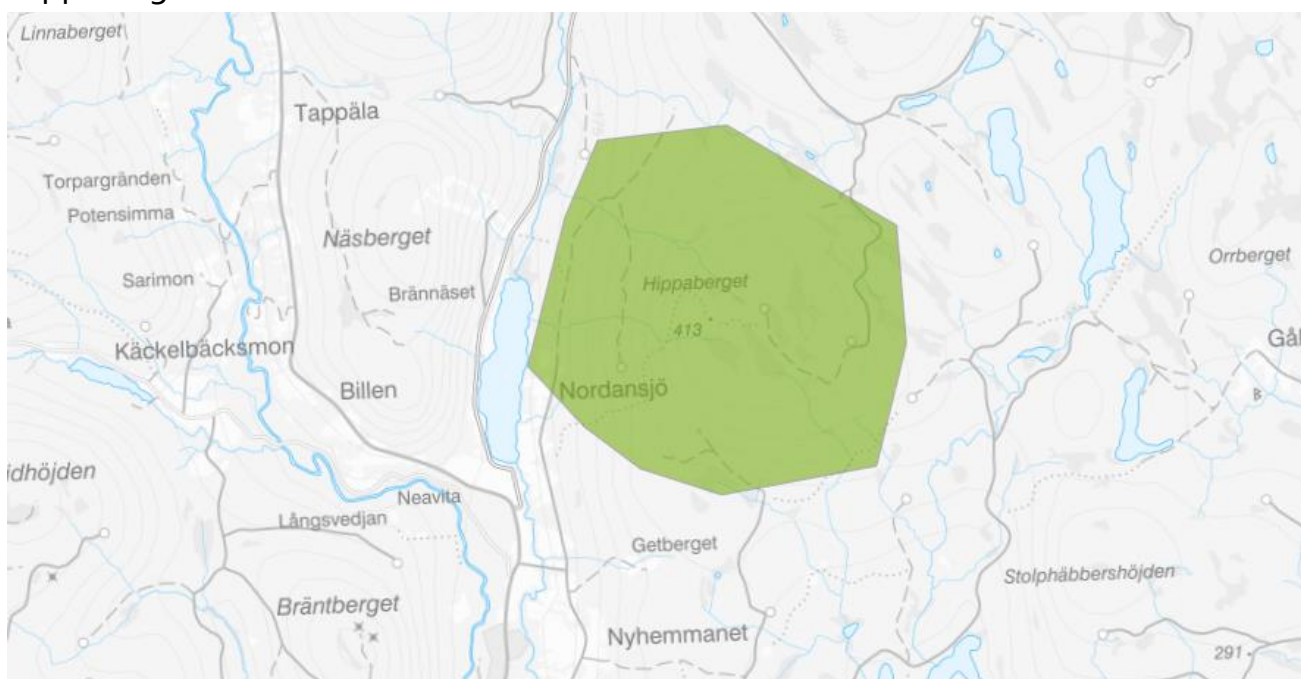 Linnaberget
Tappäla
Torpargränden
Potensimma
Näsberget
Orrberget
Sarimon
Brännäset
Hippaberget
413
Käckelbäcksmon
Billen
Nordansjö
B
Neavita
Långsvedjan
Getberget
Stolphäbbershöjden
Bräntberget
Nyhemmanet
291